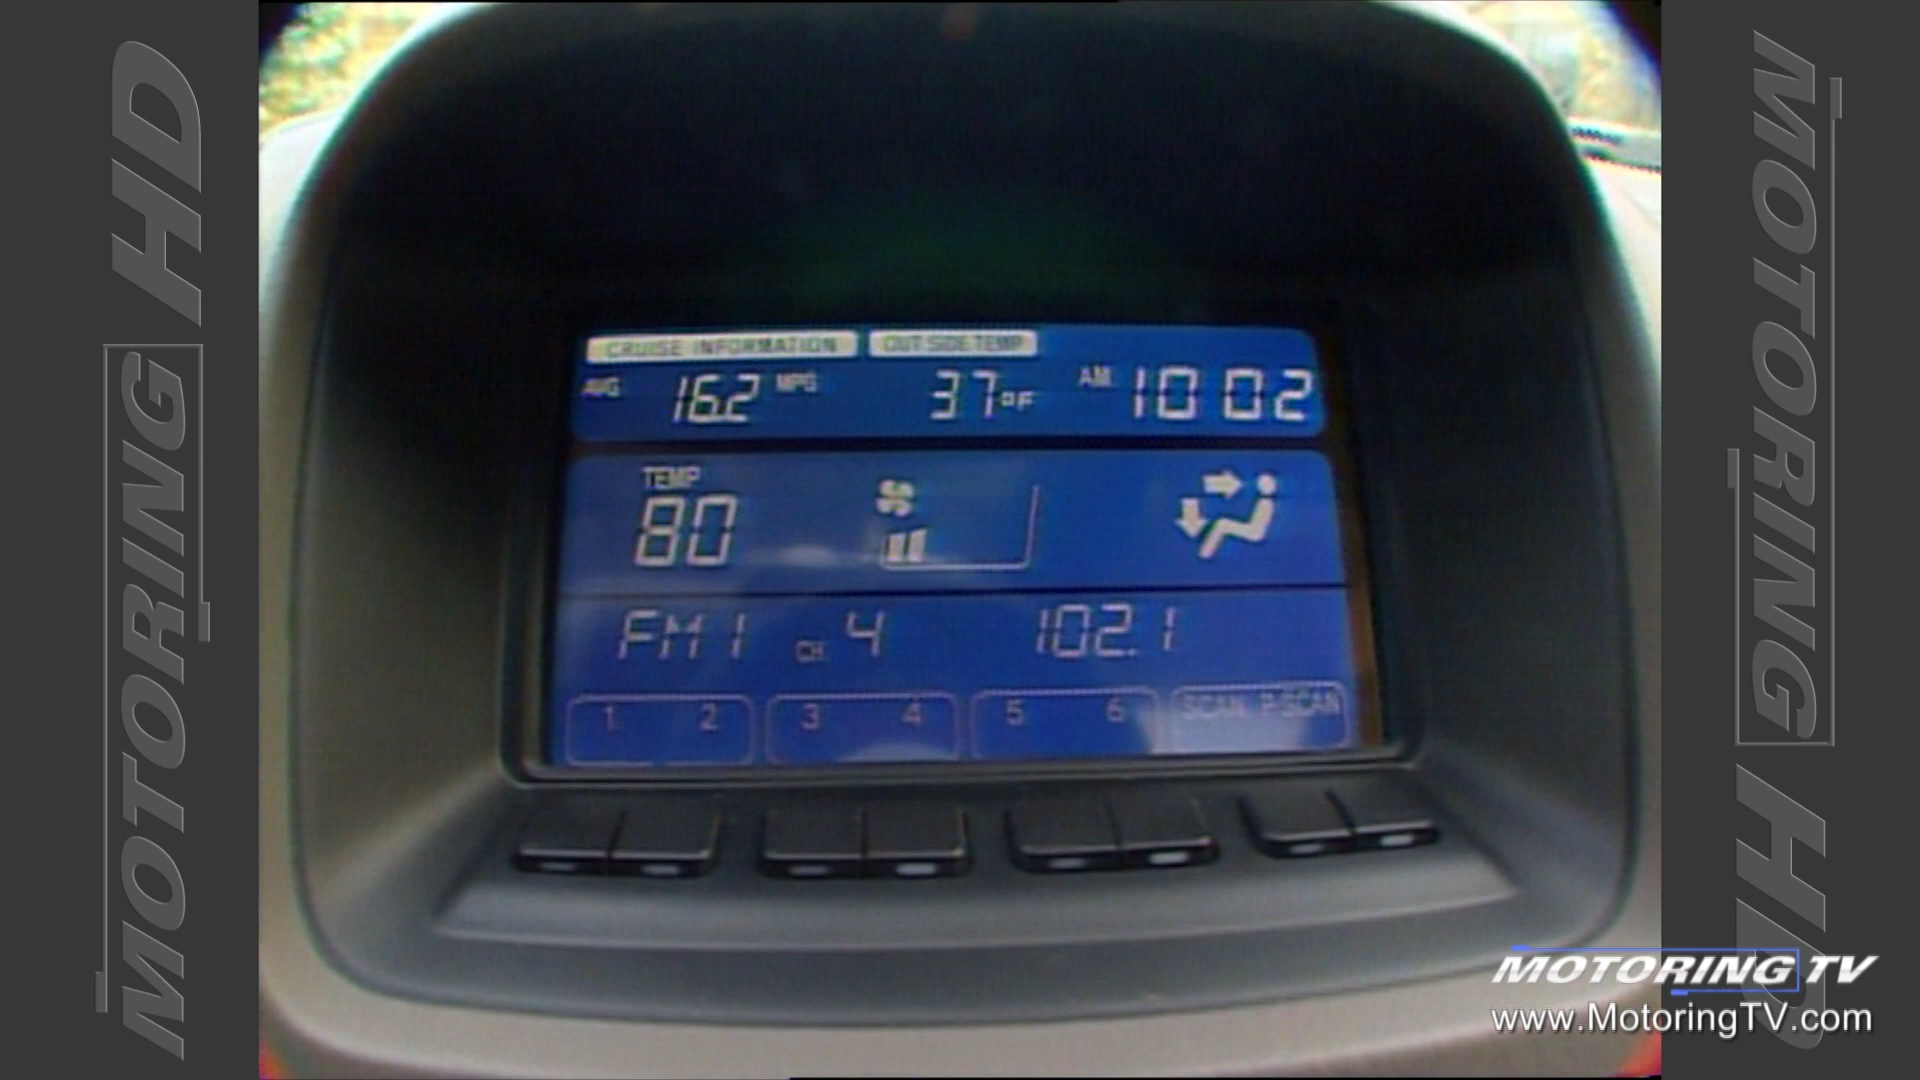 MOTORING HD
CRUISE INFORMATION OUTSIDE TEMP
AVG 16.2 MPG 37°F AM 10 02
TEMP
80
FM1 CH 4 102.1
1 2 3 4 5 6 SCAN P.SCAN
MOTORING HD
MOTORING TV
www.MotoringTV.com